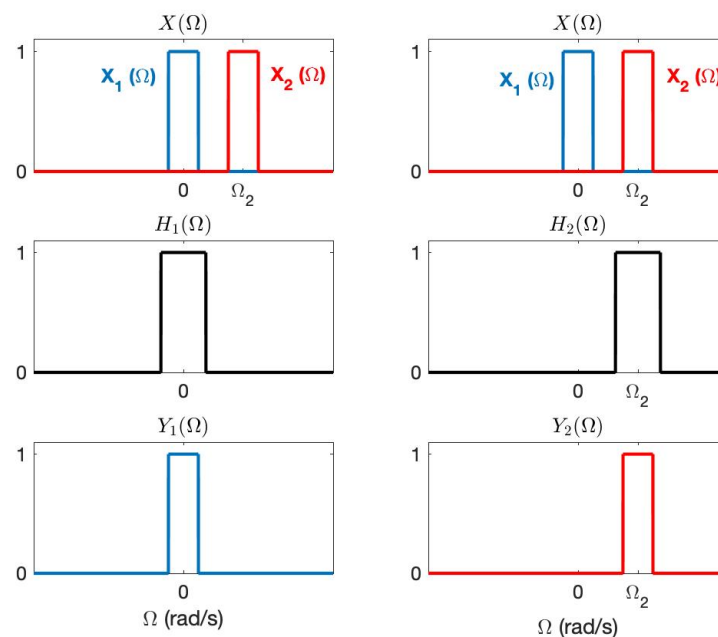 X(Ω)
1
X₁ (Ω)
X₂ (Ω)
0
0
Ω₂
X(Ω)
1
X₁ (Ω)
X₂ (Ω)
0
0
Ω₂
H₁(Ω)
1
0
0
H₂(Ω)
1
0
0
Ω₂
Y₁(Ω)
1
0
0
Ω (rad/s)
Y₂(Ω)
1
0
0
Ω₂
Ω (rad/s)